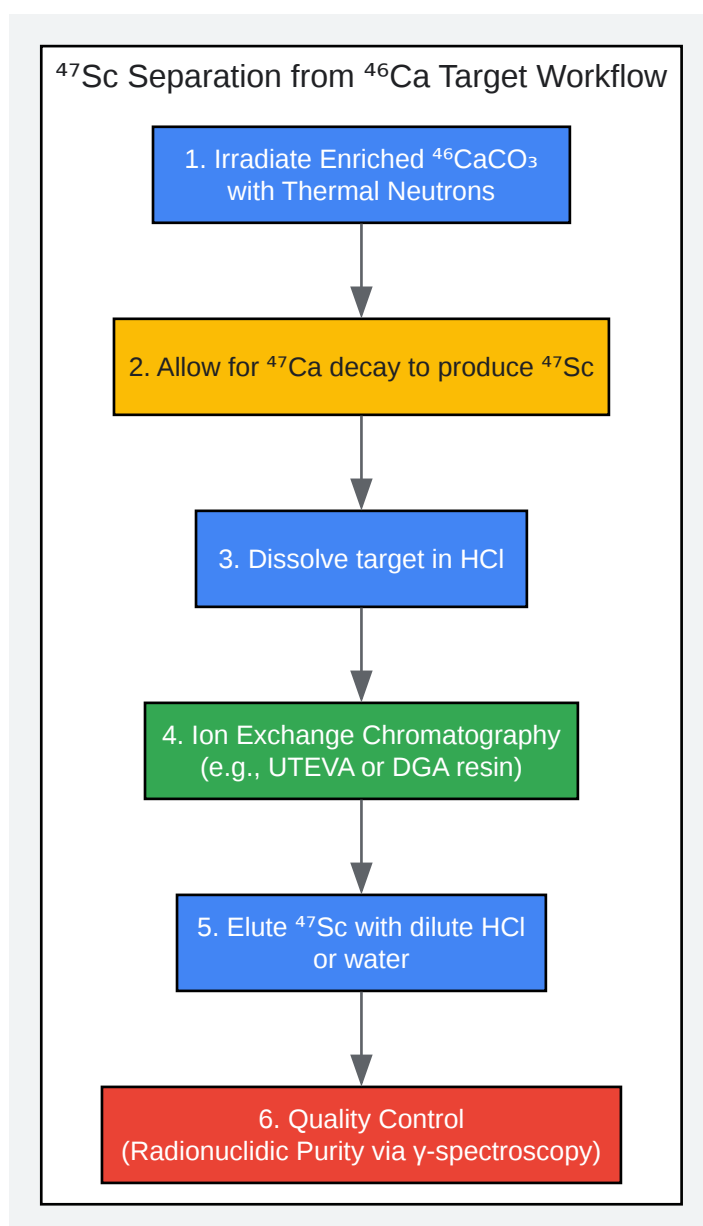 ⁴⁷Sc Separation from ⁴⁶Ca Target Workflow
1. Irradiate Enriched ⁴⁶CaCO₃
with Thermal Neutrons
2. Allow for ⁴⁷Ca decay to produce ⁴⁷Sc
3. Dissolve target in HCl
4. Ion Exchange Chromatography
(e.g., UTEVA or DGA resin)
5. Elute ⁴⁷Sc with dilute HCl
or water
6. Quality Control
(Radionuclidic Purity via γ-spectroscopy)